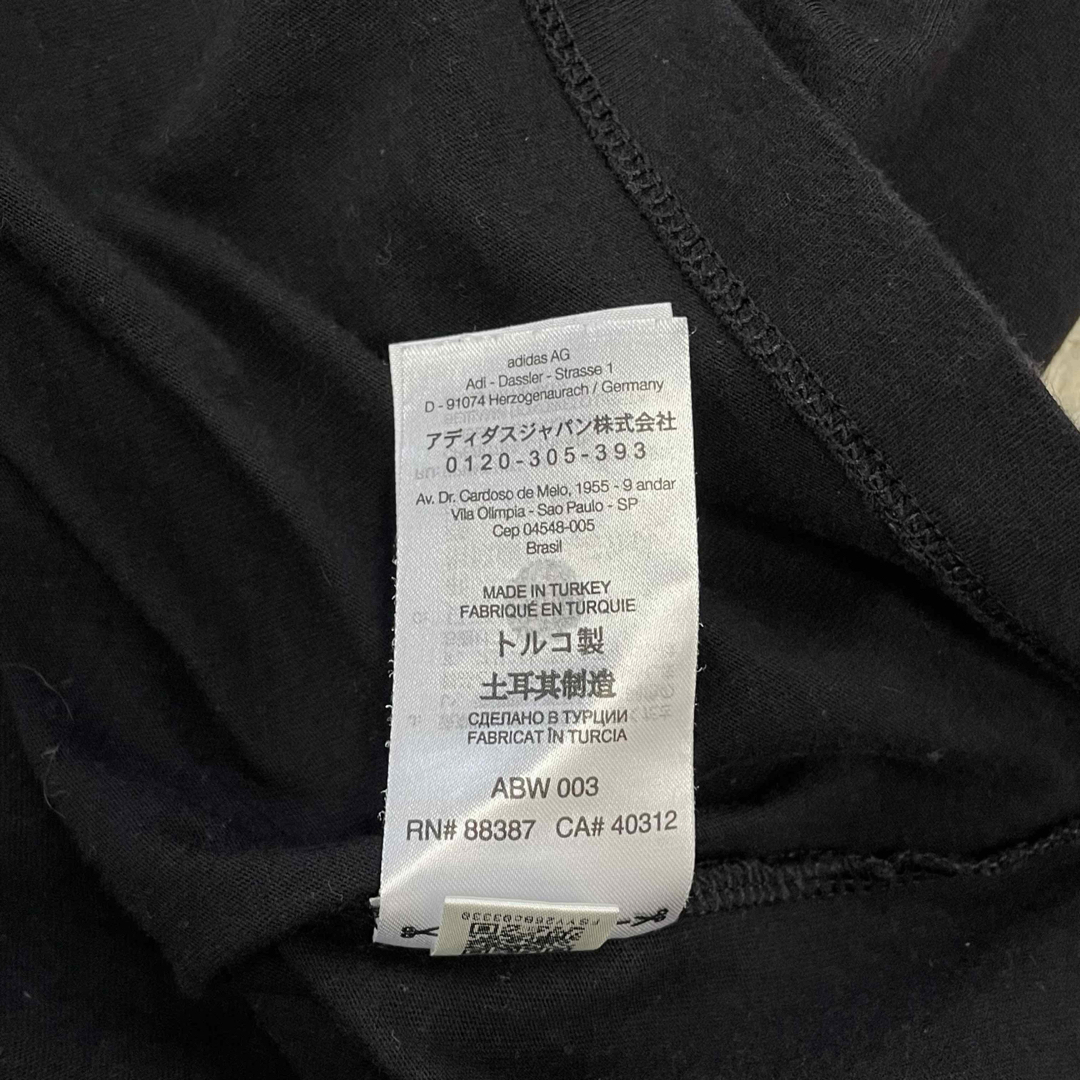 adidas AG
Adi - Dassler - Strasse 1
D - 91074 Herzogenaurach / Germany
アディダスジャパン株式会社
0120-305-393
Av. Dr. Cardoso de Melo, 1955 - 9 andar
Vila Olimpia - Sao Paulo - SP
Cep 04548-005
Brasil
MADE IN TURKEY
FABRIQUÉ EN TURQUIE
トルコ製
土耳其制造
СДЕЛАНО В ТУРЦИИ
FABRICAT ÎN TURCIA
ABW 003
RN# 88387 CA# 40312